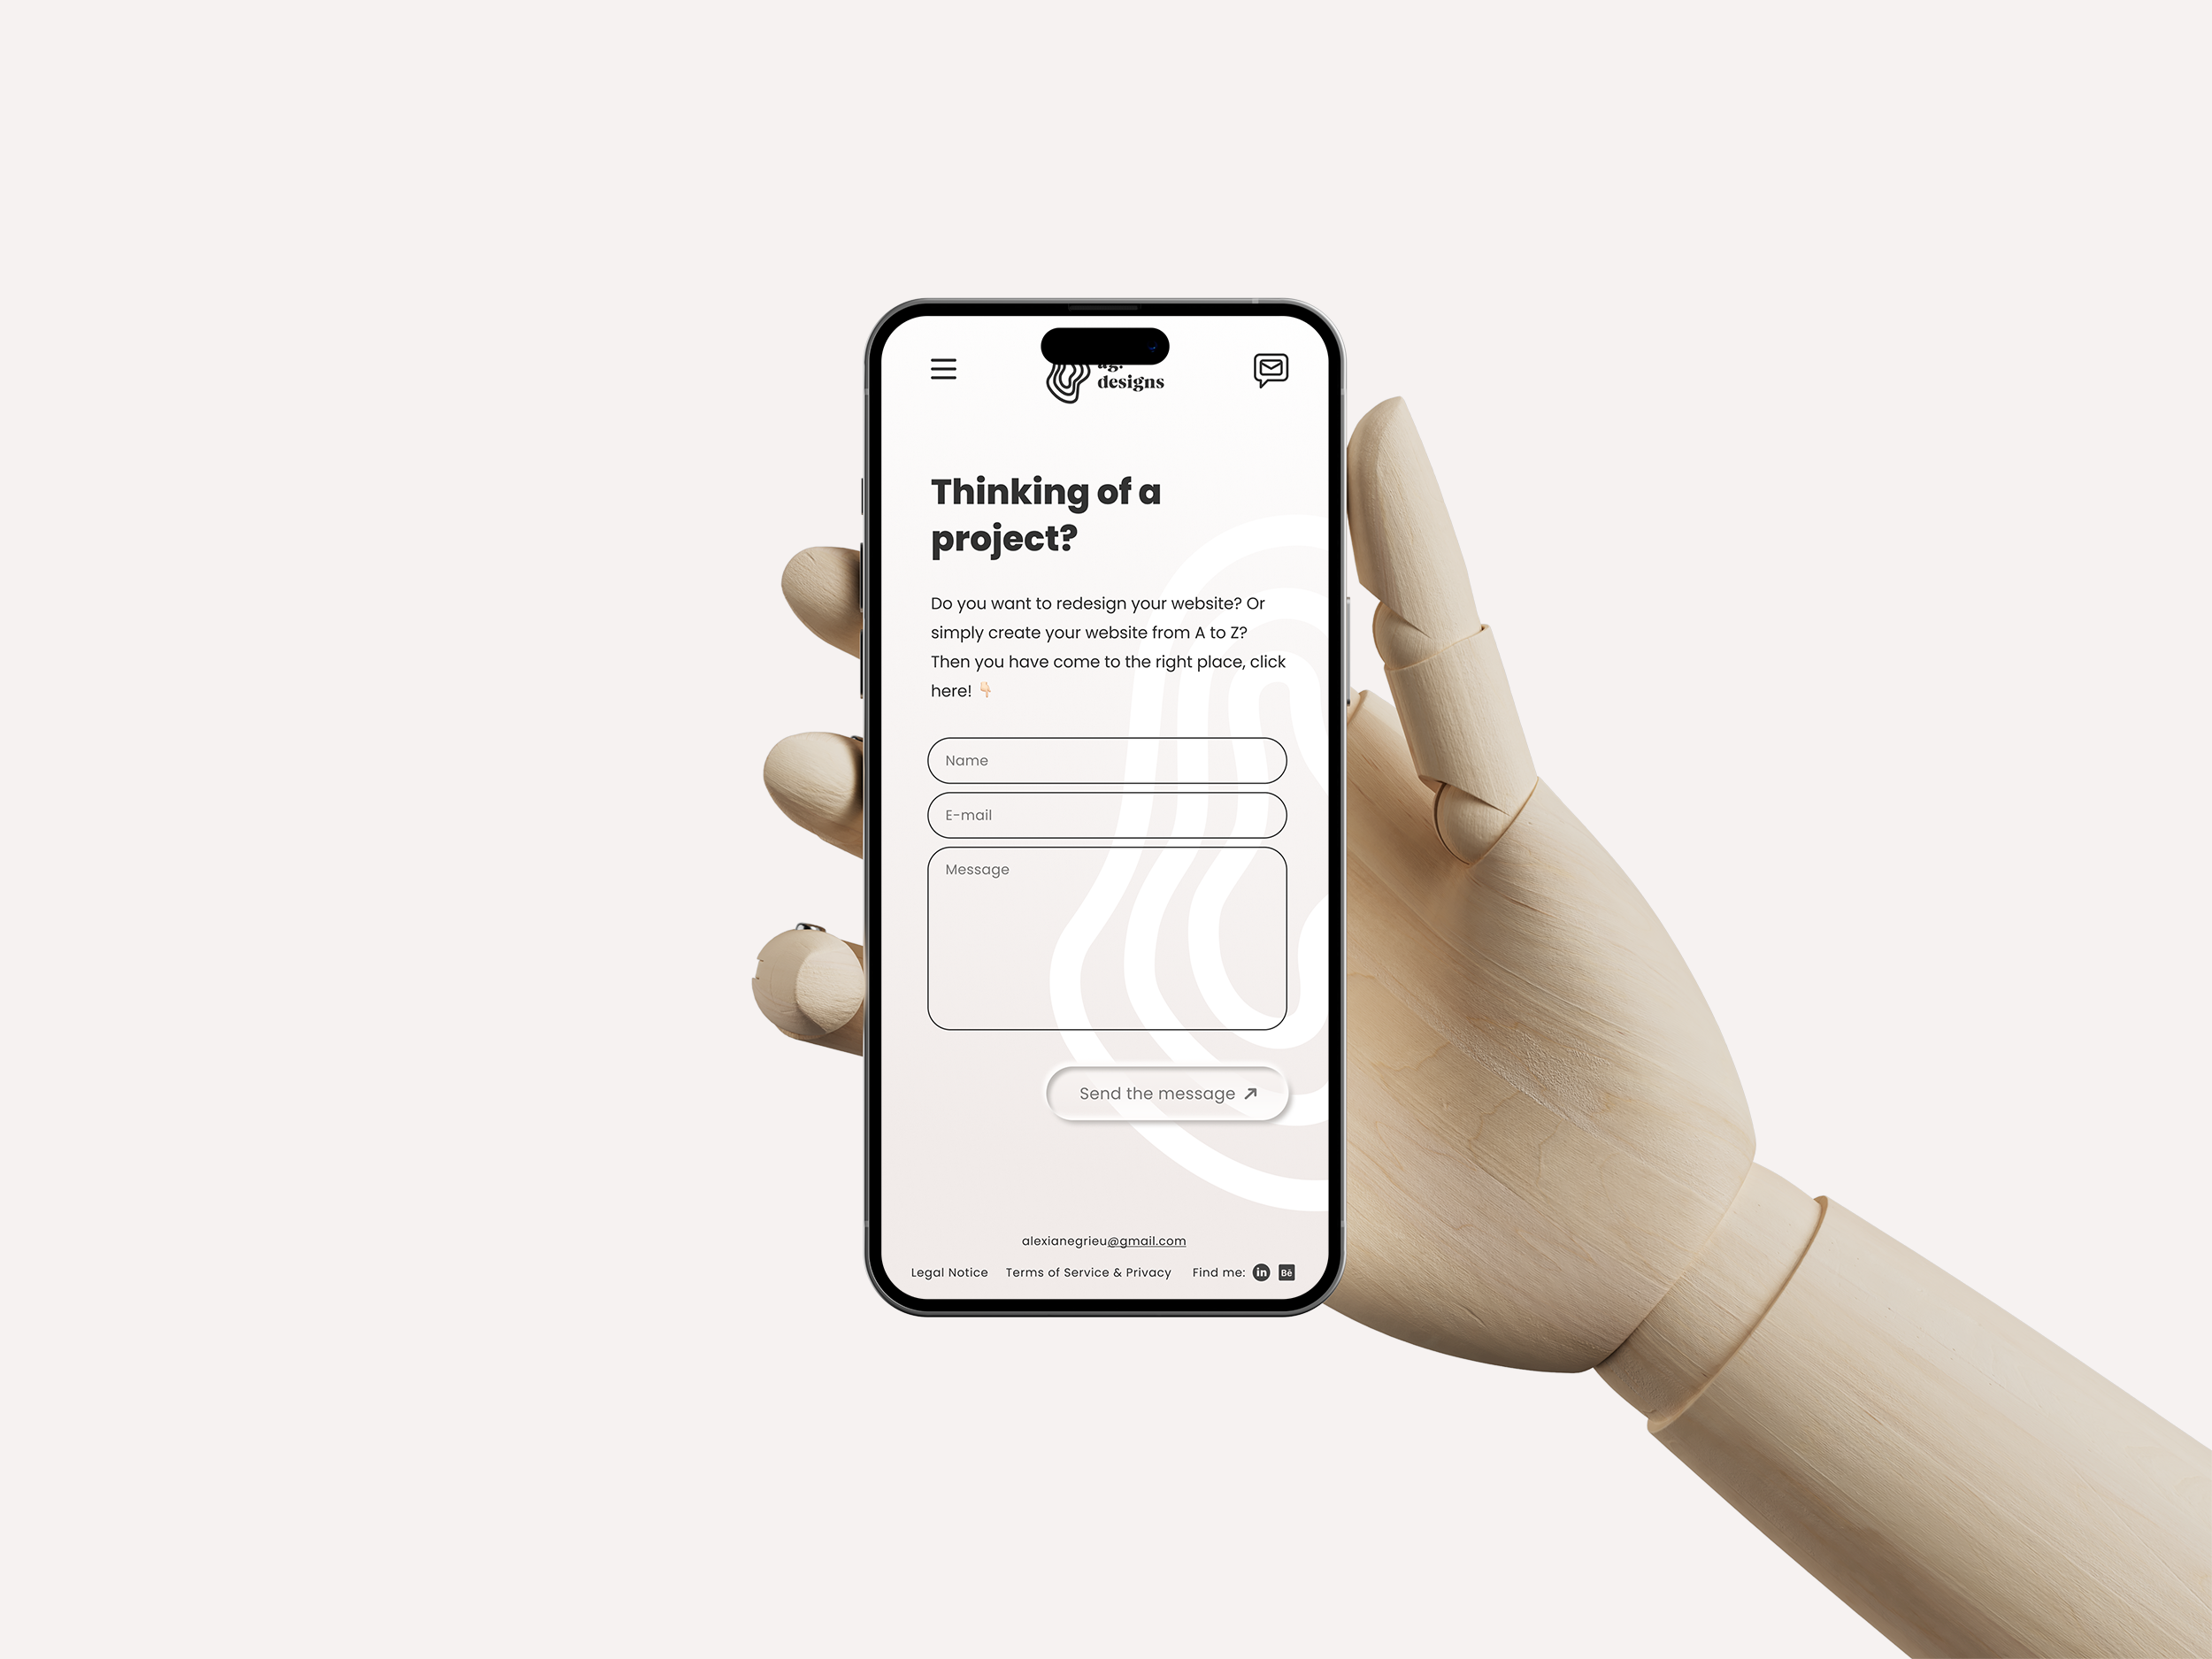 ag.
designs
Thinking of a
project?
Do you want to redesign your website? Or
simply create your website from A to Z?
Then you have come to the right place, click
here! 👇🏻
Name
E-mail
Message
Send the message
alexianegrieu@gmail.com
Legal Notice Terms of Service & Privacy Find me: in Bē